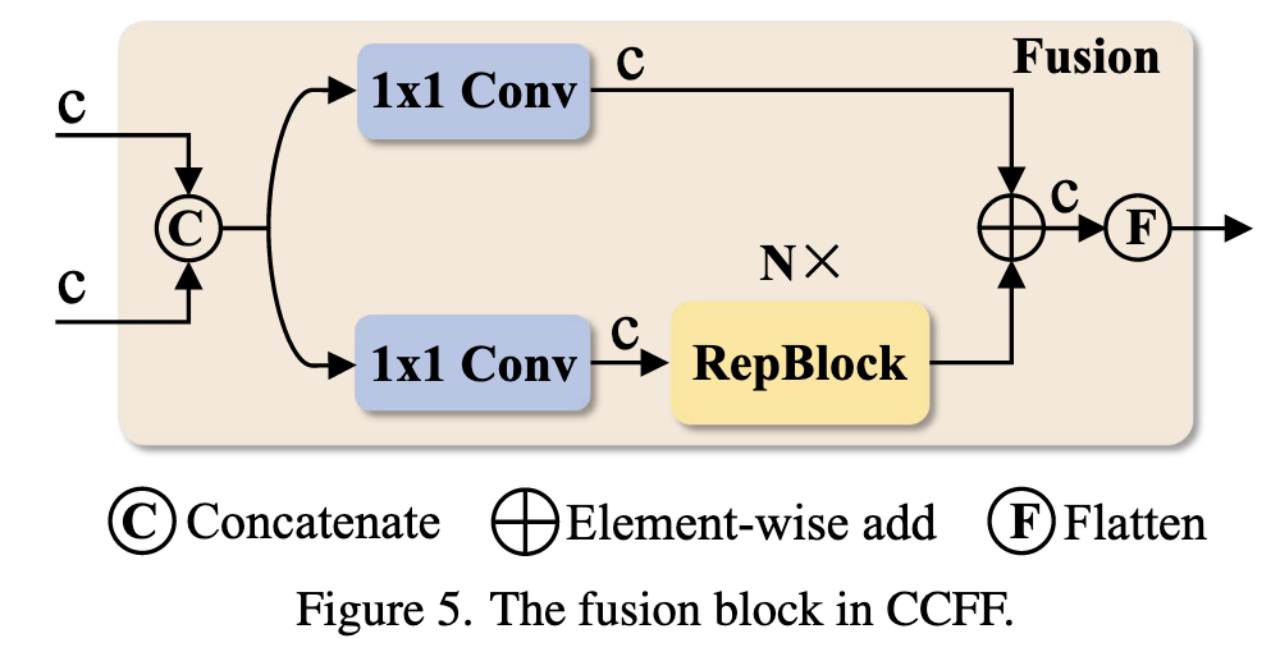 Fusion
C
1x1 Conv
C
C
C
C
F
N×
C
1x1 Conv
C
RepBlock
C Concatenate
Element-wise add
F Flatten
Figure 5. The fusion block in CCFF.